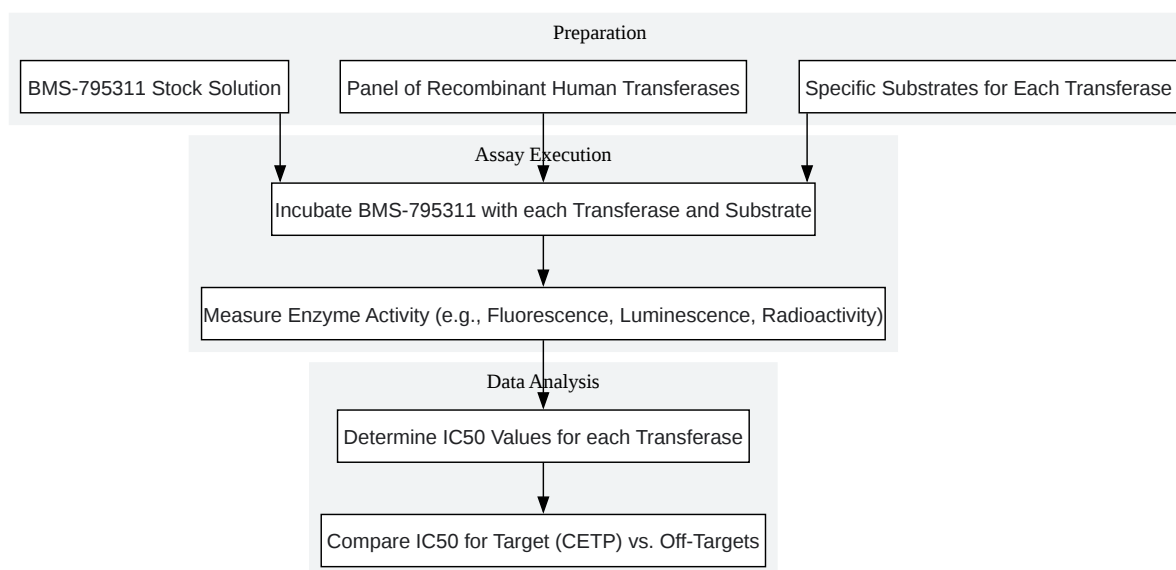 Preparation
BMS-795311 Stock Solution
Panel of Recombinant Human Transferases
Specific Substrates for Each Transferase
Assay Execution
Incubate BMS-795311 with each Transferase and Substrate
Measure Enzyme Activity (e.g., Fluorescence, Luminescence, Radioactivity)
Data Analysis
Determine IC50 Values for each Transferase
Compare IC50 for Target (CETP) vs. Off-Targets